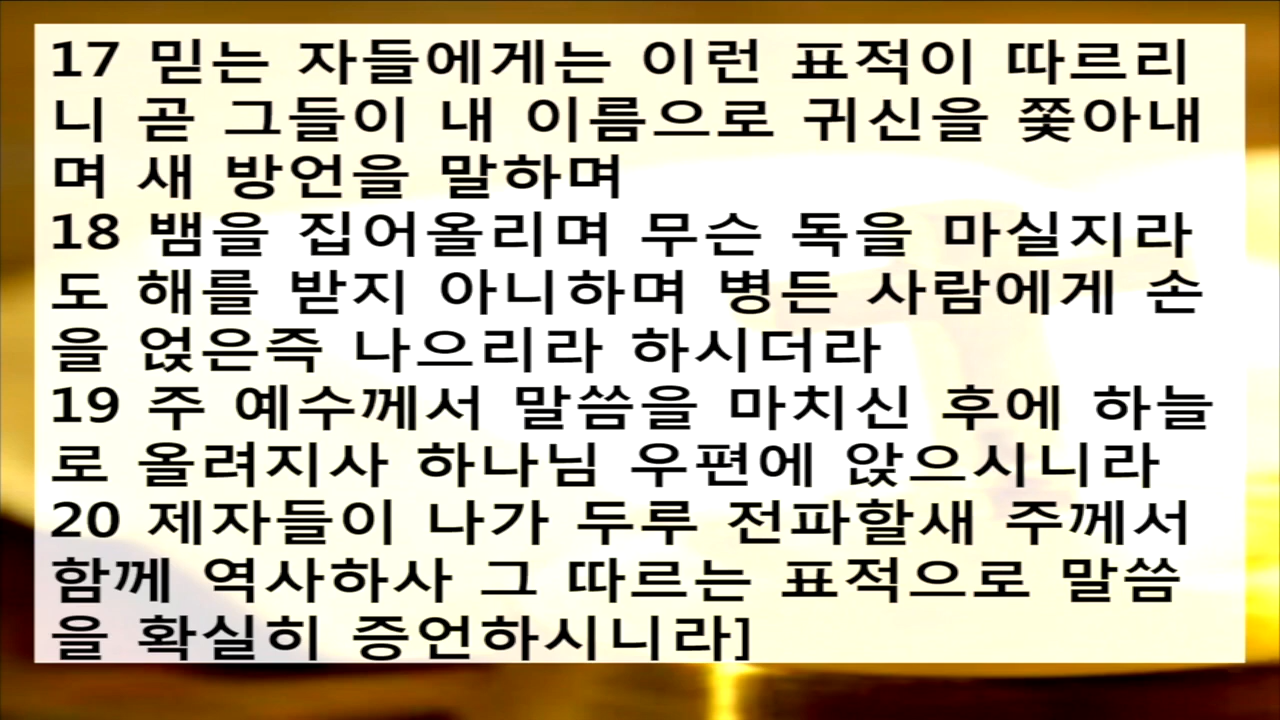 17 믿는 자들에게는 이런 표적이 따르리
니 곧 그들이 내 이름으로 귀신을 쫓아내
며 새 방언을 말하며
18 뱀을 집어올리며 무슨 독을 마실지라
도 해를 받지 아니하며 병든 사람에게 손
을 얹은즉 나으리라 하시더라
19 주 예수께서 말씀을 마치신 후에 하늘
로 올려지사 하나님 우편에 앉으시니라
20 제자들이 나가 두루 전파할새 주께서
함께 역사하사 그 따르는 표적으로 말씀
을 확실히 증언하시니라]